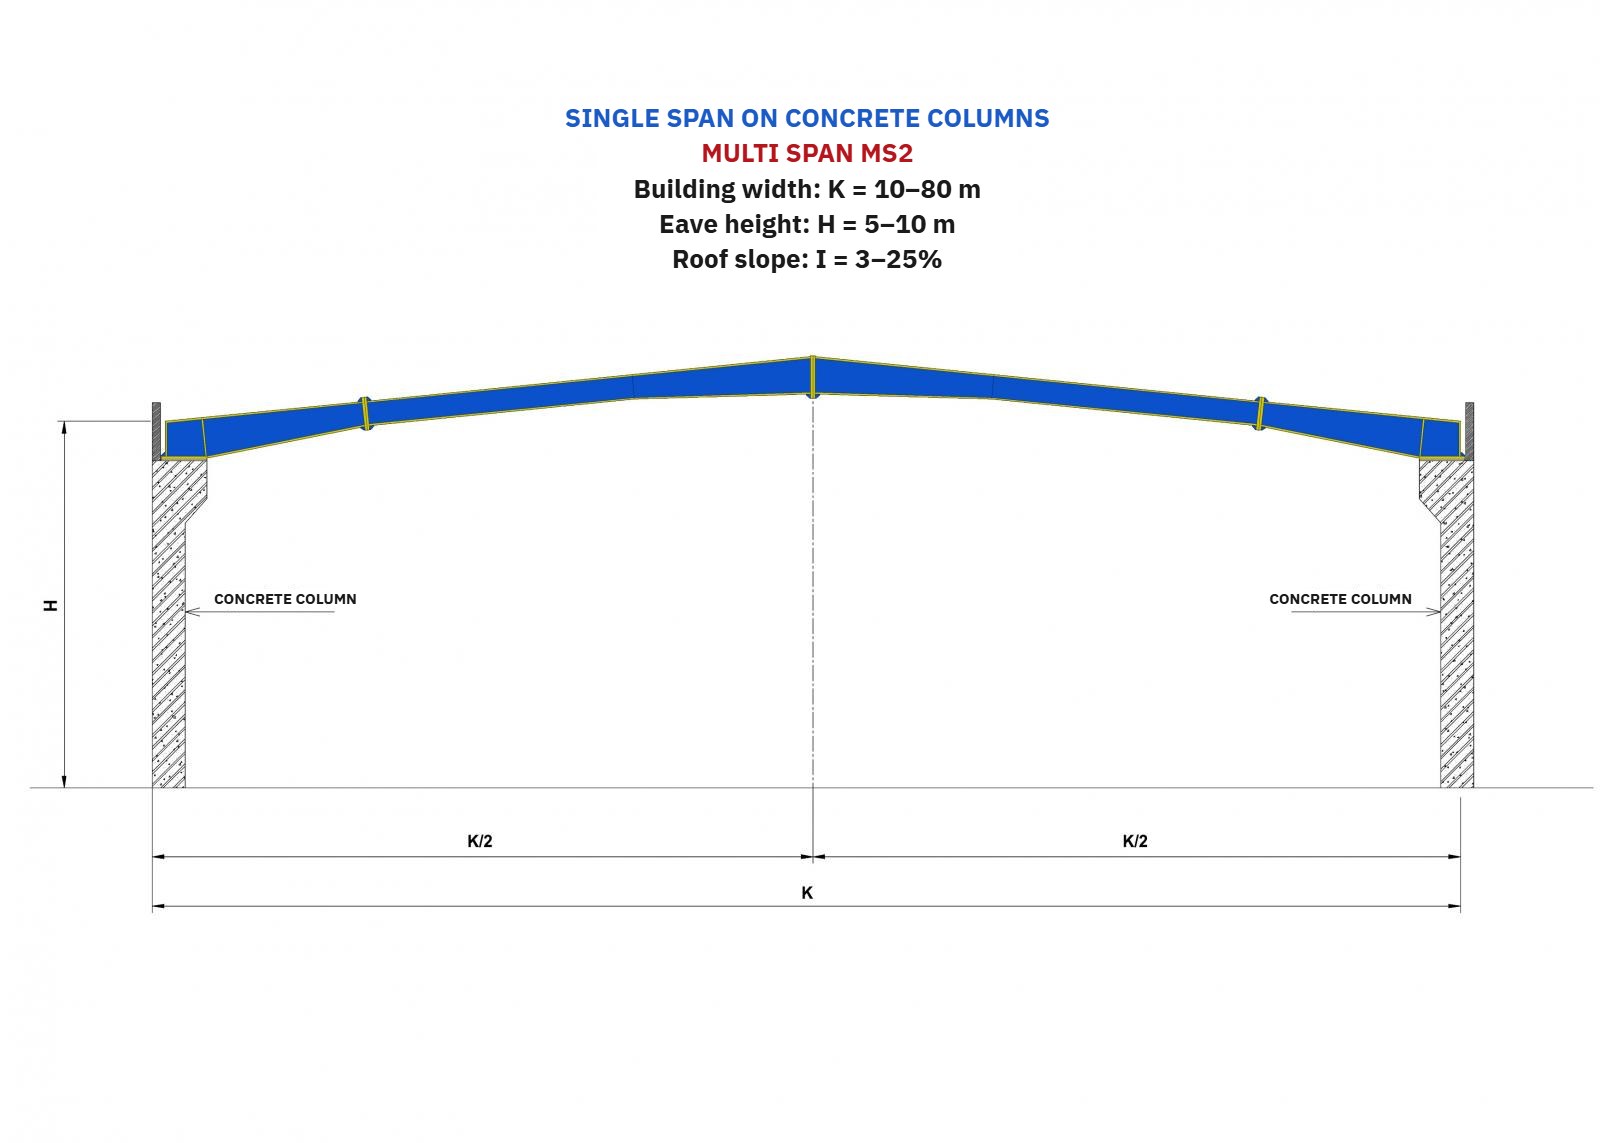 SINGLE SPAN ON CONCRETE COLUMNS
MULTI SPAN MS2
Building width: K = 10–80 m
Eave height: H = 5–10 m
Roof slope: I = 3–25%
H
CONCRETE COLUMN
CONCRETE COLUMN
K/2
K/2
K